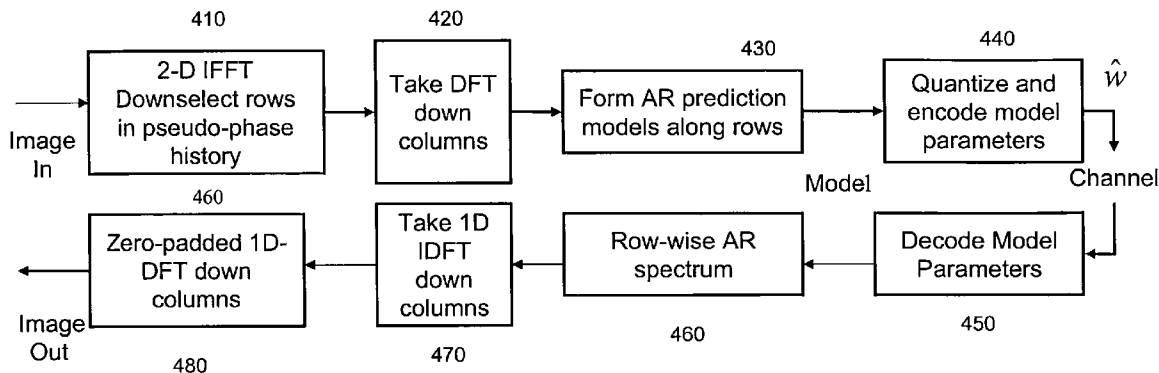 410
420
430
440
2-D IFFT
Downselect rows
in pseudo-phase
history
Take DFT
down
columns
Form AR prediction
models along rows
Quantize and
encode model
parameters
ŵ
Image
In
Model
Channel
460
Zero-padded 1D-
DFT down
columns
Take 1D
IDFT
down
columns
Row-wise AR
spectrum
Decode Model
Parameters
Image
Out
480
470
460
450